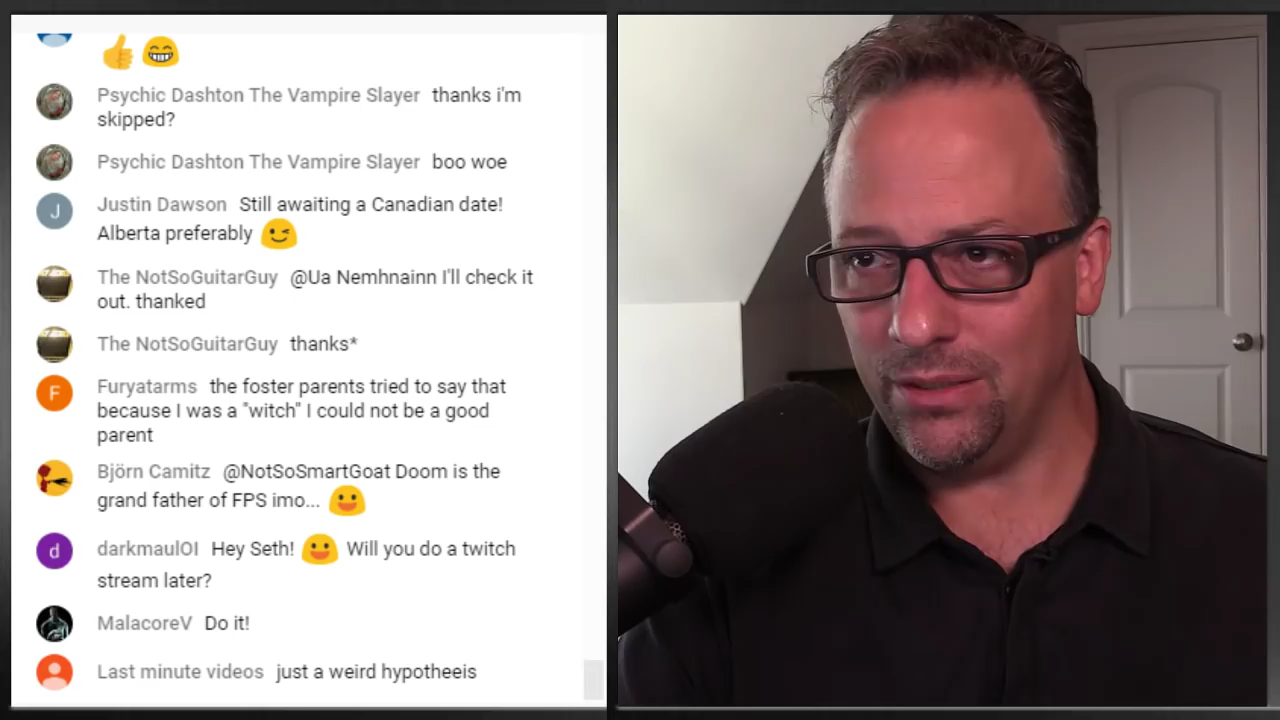 Psychic Dashton The Vampire Slayer thanks i'm
skipped?
Psychic Dashton The Vampire Slayer boo woe
Justin Dawson Still awaiting a Canadian date!
J
Alberta preferably
The NotSoGuitarGuy @Ua Nemhnainn I'll check it
out. thanked
The NotSoGuitarGuy thanks*
F
Furyatarms the foster parents tried to say that
because I was a "witch" I could not be a good
parent
Björn Camitz @NotSoSmartGoat Doom is the
grand father of FPS imo...
d
darkmaulOI Hey Seth! Will you do a twitch
stream later?
MalacoreV Do it!
Last minute videos just a weird hypotheeis